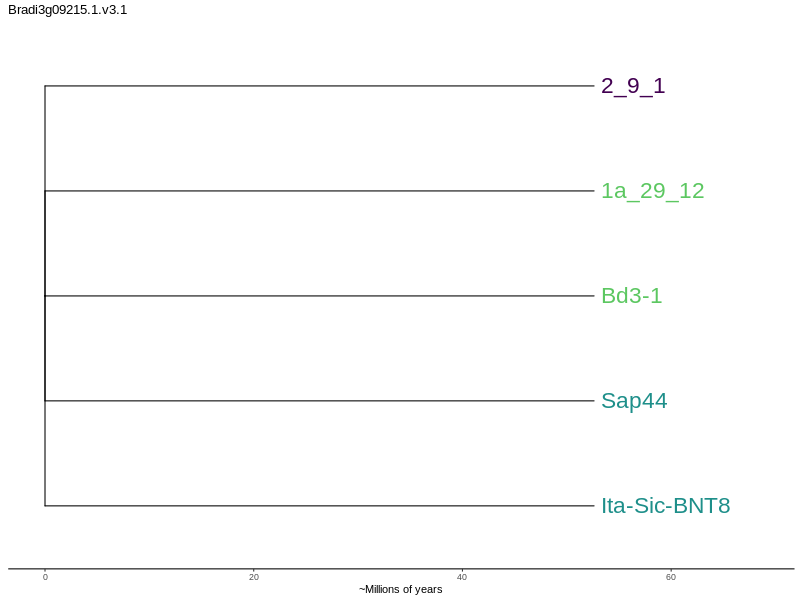 Bradi3g09215.1.v3.1
2_9_1
1a_29_12
Bd3-1
Sap44
Ita-Sic-BNT8
0 20 40 60
~Millions of years